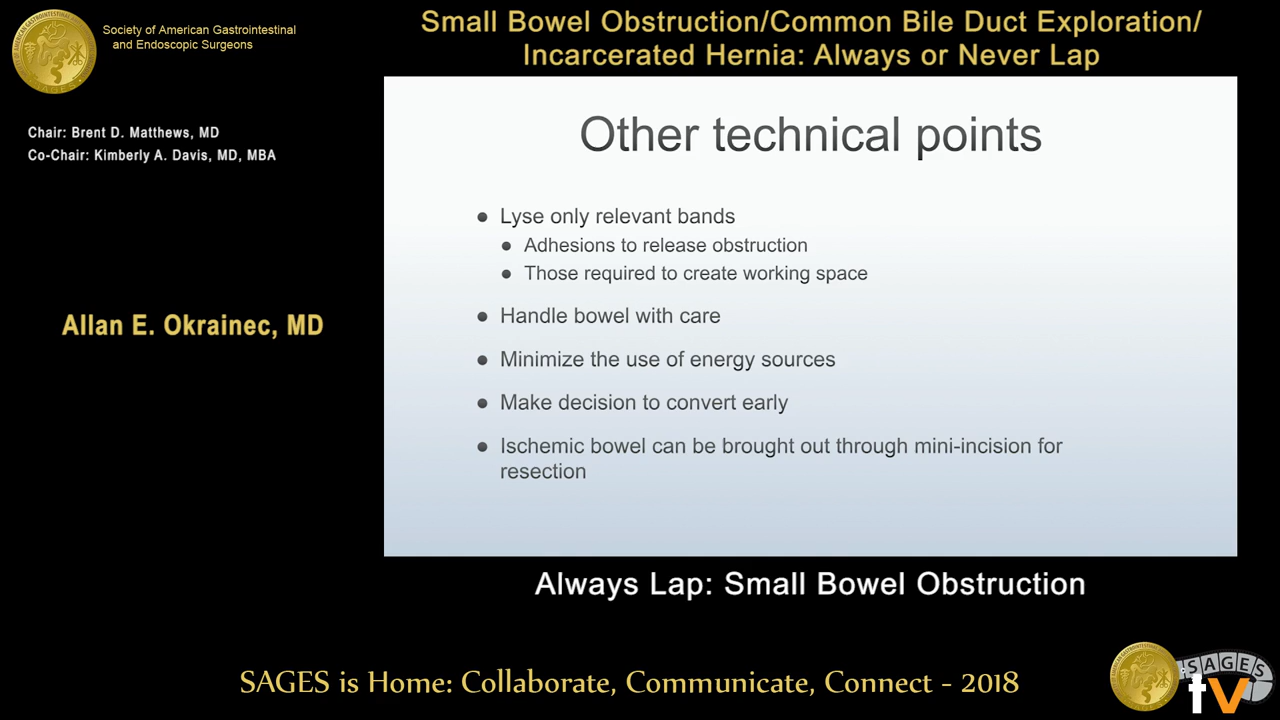 Society of American Gastrointestinal
and Endoscopic Surgeons
Small Bowel Obstruction/Common Bile Duct Exploration/
Incarcerated Hernia: Always or Never Lap
Chair: Brent D. Matthews, MD
Co-Chair: Kimberly A. Davis, MD, MBA
Allan E. Okrainec, MD
Other technical points
● Lyse only relevant bands
● Adhesions to release obstruction
● Those required to create working space
● Handle bowel with care
● Minimize the use of energy sources
● Make decision to convert early
● Ischemic bowel can be brought out through mini-incision for
resection
Always Lap: Small Bowel Obstruction
SAGES is Home: Collaborate, Communicate, Connect - 2018
SAGES
tv